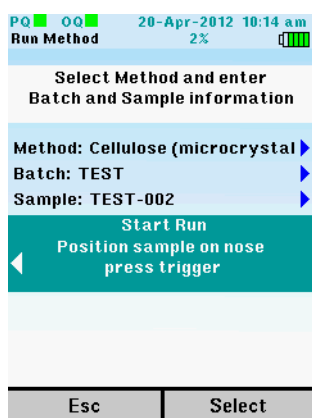 PQ OQ 20-Apr-2012 10:14 am
Run Method 2%
Select Method and enter
Batch and Sample information
Method: Cellulose (microcrystal
Batch: TEST
Sample: TEST-002
Start Run
Position sample on nose
press trigger
Esc Select